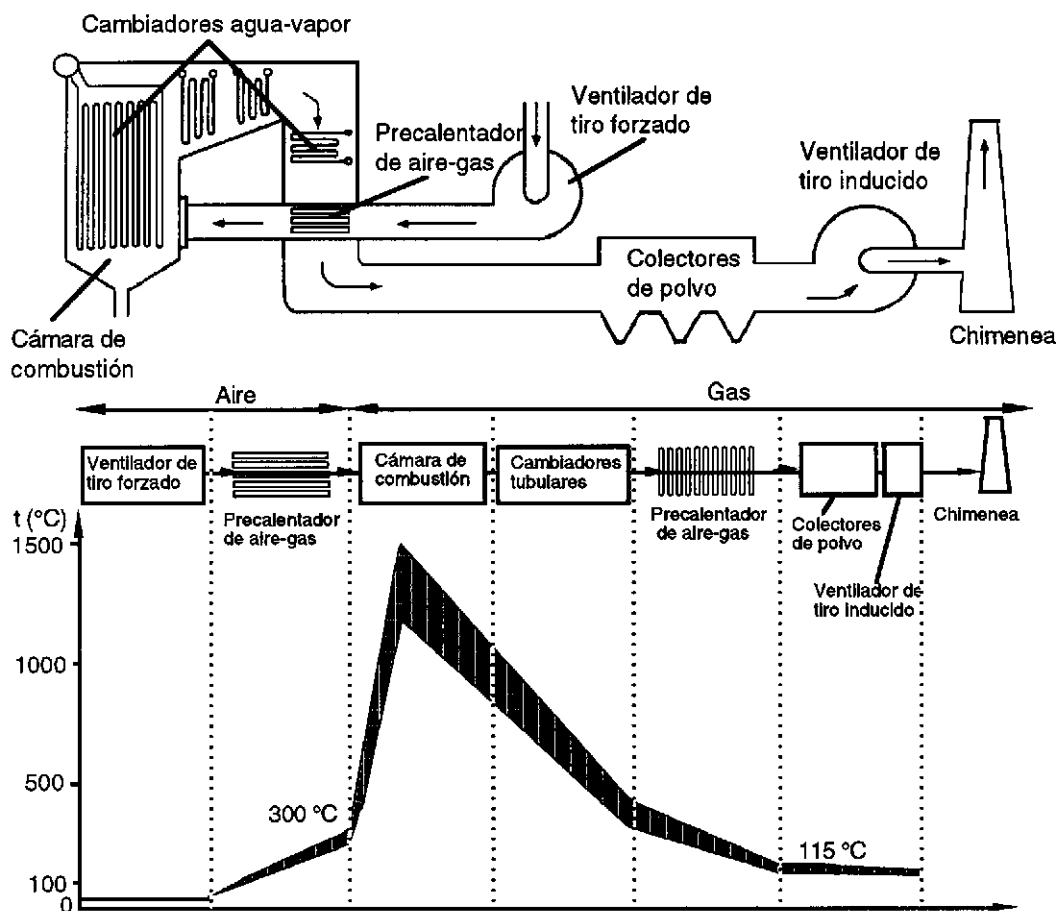 Cambiadores agua-vapor
Ventilador de
tiro forzado
Precalentador
de aire-gas
Ventilador de
tiro inducido
Colectores
de polvo
Cámara de
combustión
Chimenea
Aire
Gas
Ventilador de
tiro forzado
Cámara de
combustión
Cambiadores
tubulares
Precalentador
de aire-gas
Precalentador
de aire-gas
Colectores
de polvo
Chimenea
Ventilador de
tiro inducido
t (°C)
1500
1000
500
300 °C
115 °C
100
0